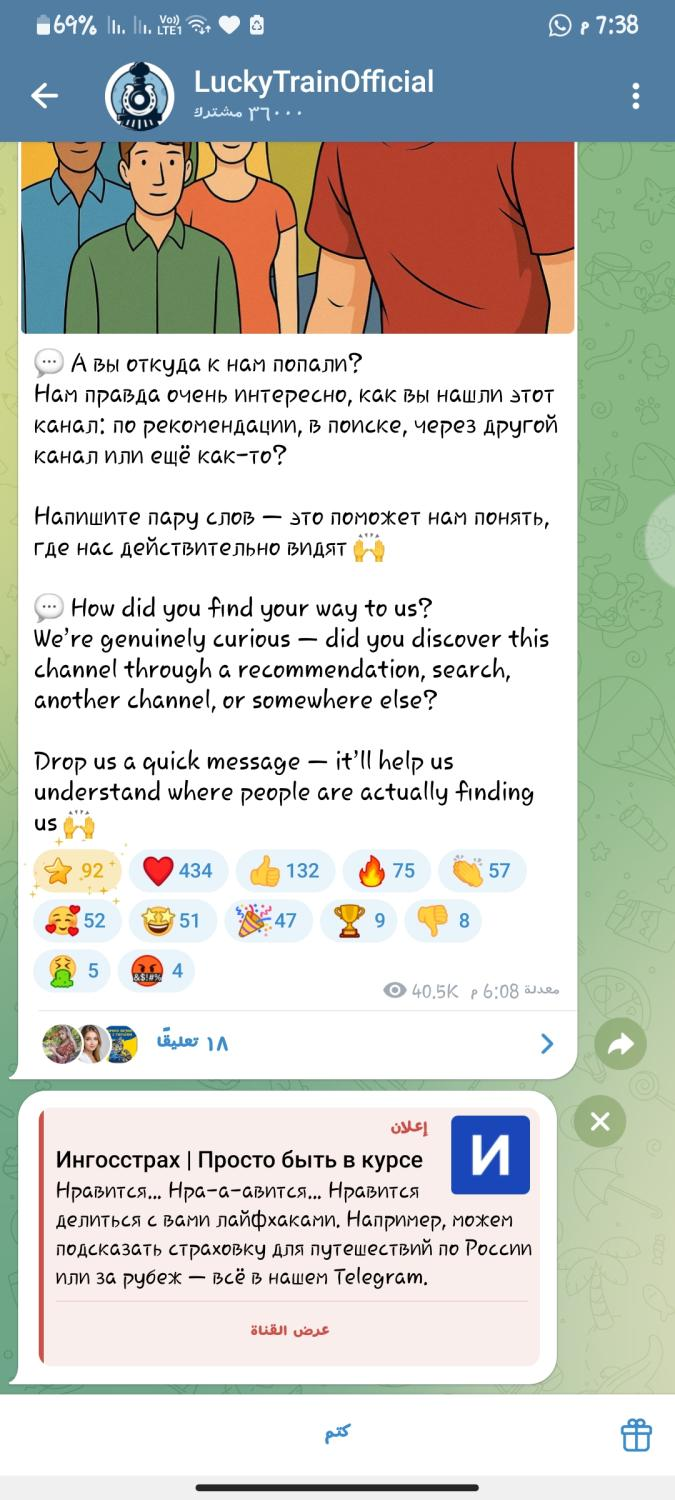 69%
Vo))
LTE1
7:38 م
LuckyTrainOfficial
٣٦٠٠٠ مشترك
💬 А вы откуда к нам попали?
Нам правда очень интересно, как вы нашли этот
канал: по рекомендации, в поиске, через другой
канал или ещё как-то?
Напишите пару слов — это поможет нам понять,
где нас действительно видят 🙌
💬 How did you find your way to us?
We’re genuinely curious — did you discover this
channel through a recommendation, search,
another channel, or somewhere else?
Drop us a quick message — it’ll help us
understand where people are actually finding
us 🙌
⭐ 92 ❤️ 434 👍 132 🔥 75 👏 57
🥰 52 🤩 51 🎉 47 🏆 9 👎 8
🤮 5 🤬 4
40.5K معدلة 6:08 م
١٨ تعليقًا
إعلان
И
Ингосстрах | Просто быть в курсе
Нравится... Нра-а-авится... Нравится
делиться с вами лайфхаками. Например, можем
подсказать страховку для путешествий по России
или за рубеж — всё в нашем Telegram.
عرض القناة
كتم